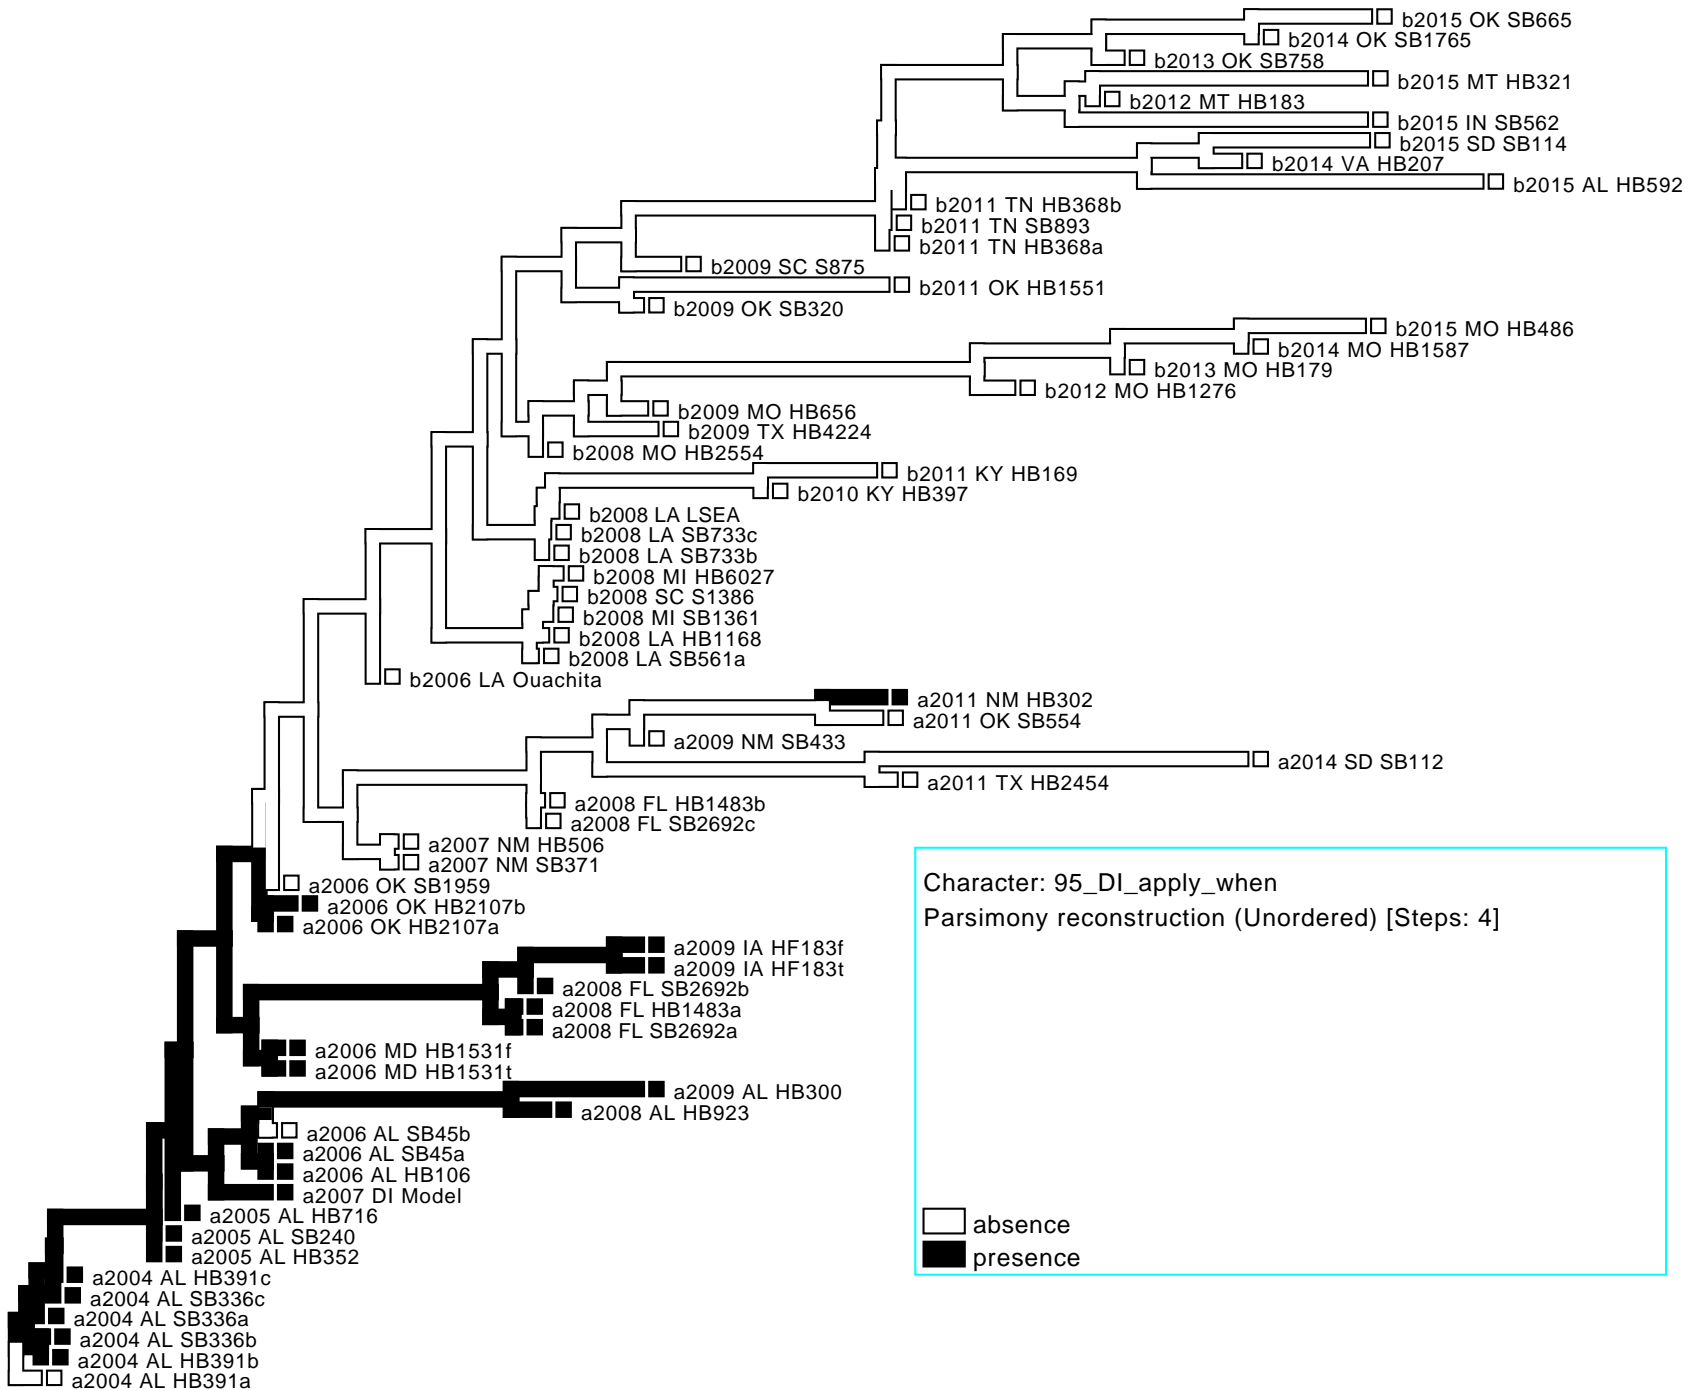 b2015 OK SB665
b2014 OK SB1765
b2013 OK SB758
b2015 MT HB321
b2012 MT HB183
b2015 IN SB562
b2015 SD SB114
b2014 VA HB207
b2015 AL HB592
b2011 TN HB368b
b2011 TN SB893
b2011 TN HB368a
b2009 SC S875
b2011 OK HB1551
b2009 OK SB320
b2015 MO HB486
b2014 MO HB1587
b2013 MO HB179
b2012 MO HB1276
b2009 MO HB656
b2009 TX HB4224
b2008 MO HB2554
b2011 KY HB169
b2010 KY HB397
b2008 LA LSEA
b2008 LA SB733c
b2008 LA SB733b
b2008 MI HB6027
b2008 SC S1386
b2008 MI SB1361
b2008 LA HB1168
b2008 LA SB561a
b2006 LA Ouachita
a2011 NM HB302
a2011 OK SB554
a2009 NM SB433
a2014 SD SB112
a2011 TX HB2454
a2008 FL HB1483b
a2008 FL SB2692c
a2007 NM HB506
a2007 NM SB371
a2006 OK SB1959
a2006 OK HB2107b
a2006 OK HB2107a
a2009 IA HF183f
a2009 IA HF183t
a2008 FL SB2692b
a2008 FL HB1483a
a2008 FL SB2692a
a2006 MD HB1531f
a2006 MD HB1531t
a2009 AL HB300
a2008 AL HB923
a2006 AL SB45b
a2006 AL SB45a
a2006 AL HB106
a2007 DI Model
a2005 AL HB716
a2005 AL SB240
a2005 AL HB352
a2004 AL HB391c
a2004 AL SB336c
a2004 AL SB336a
a2004 AL SB336b
a2004 AL HB391b
a2004 AL HB391a
Character: 95_DI_apply_when
Parsimony reconstruction (Unordered) [Steps: 4]
absence
presence